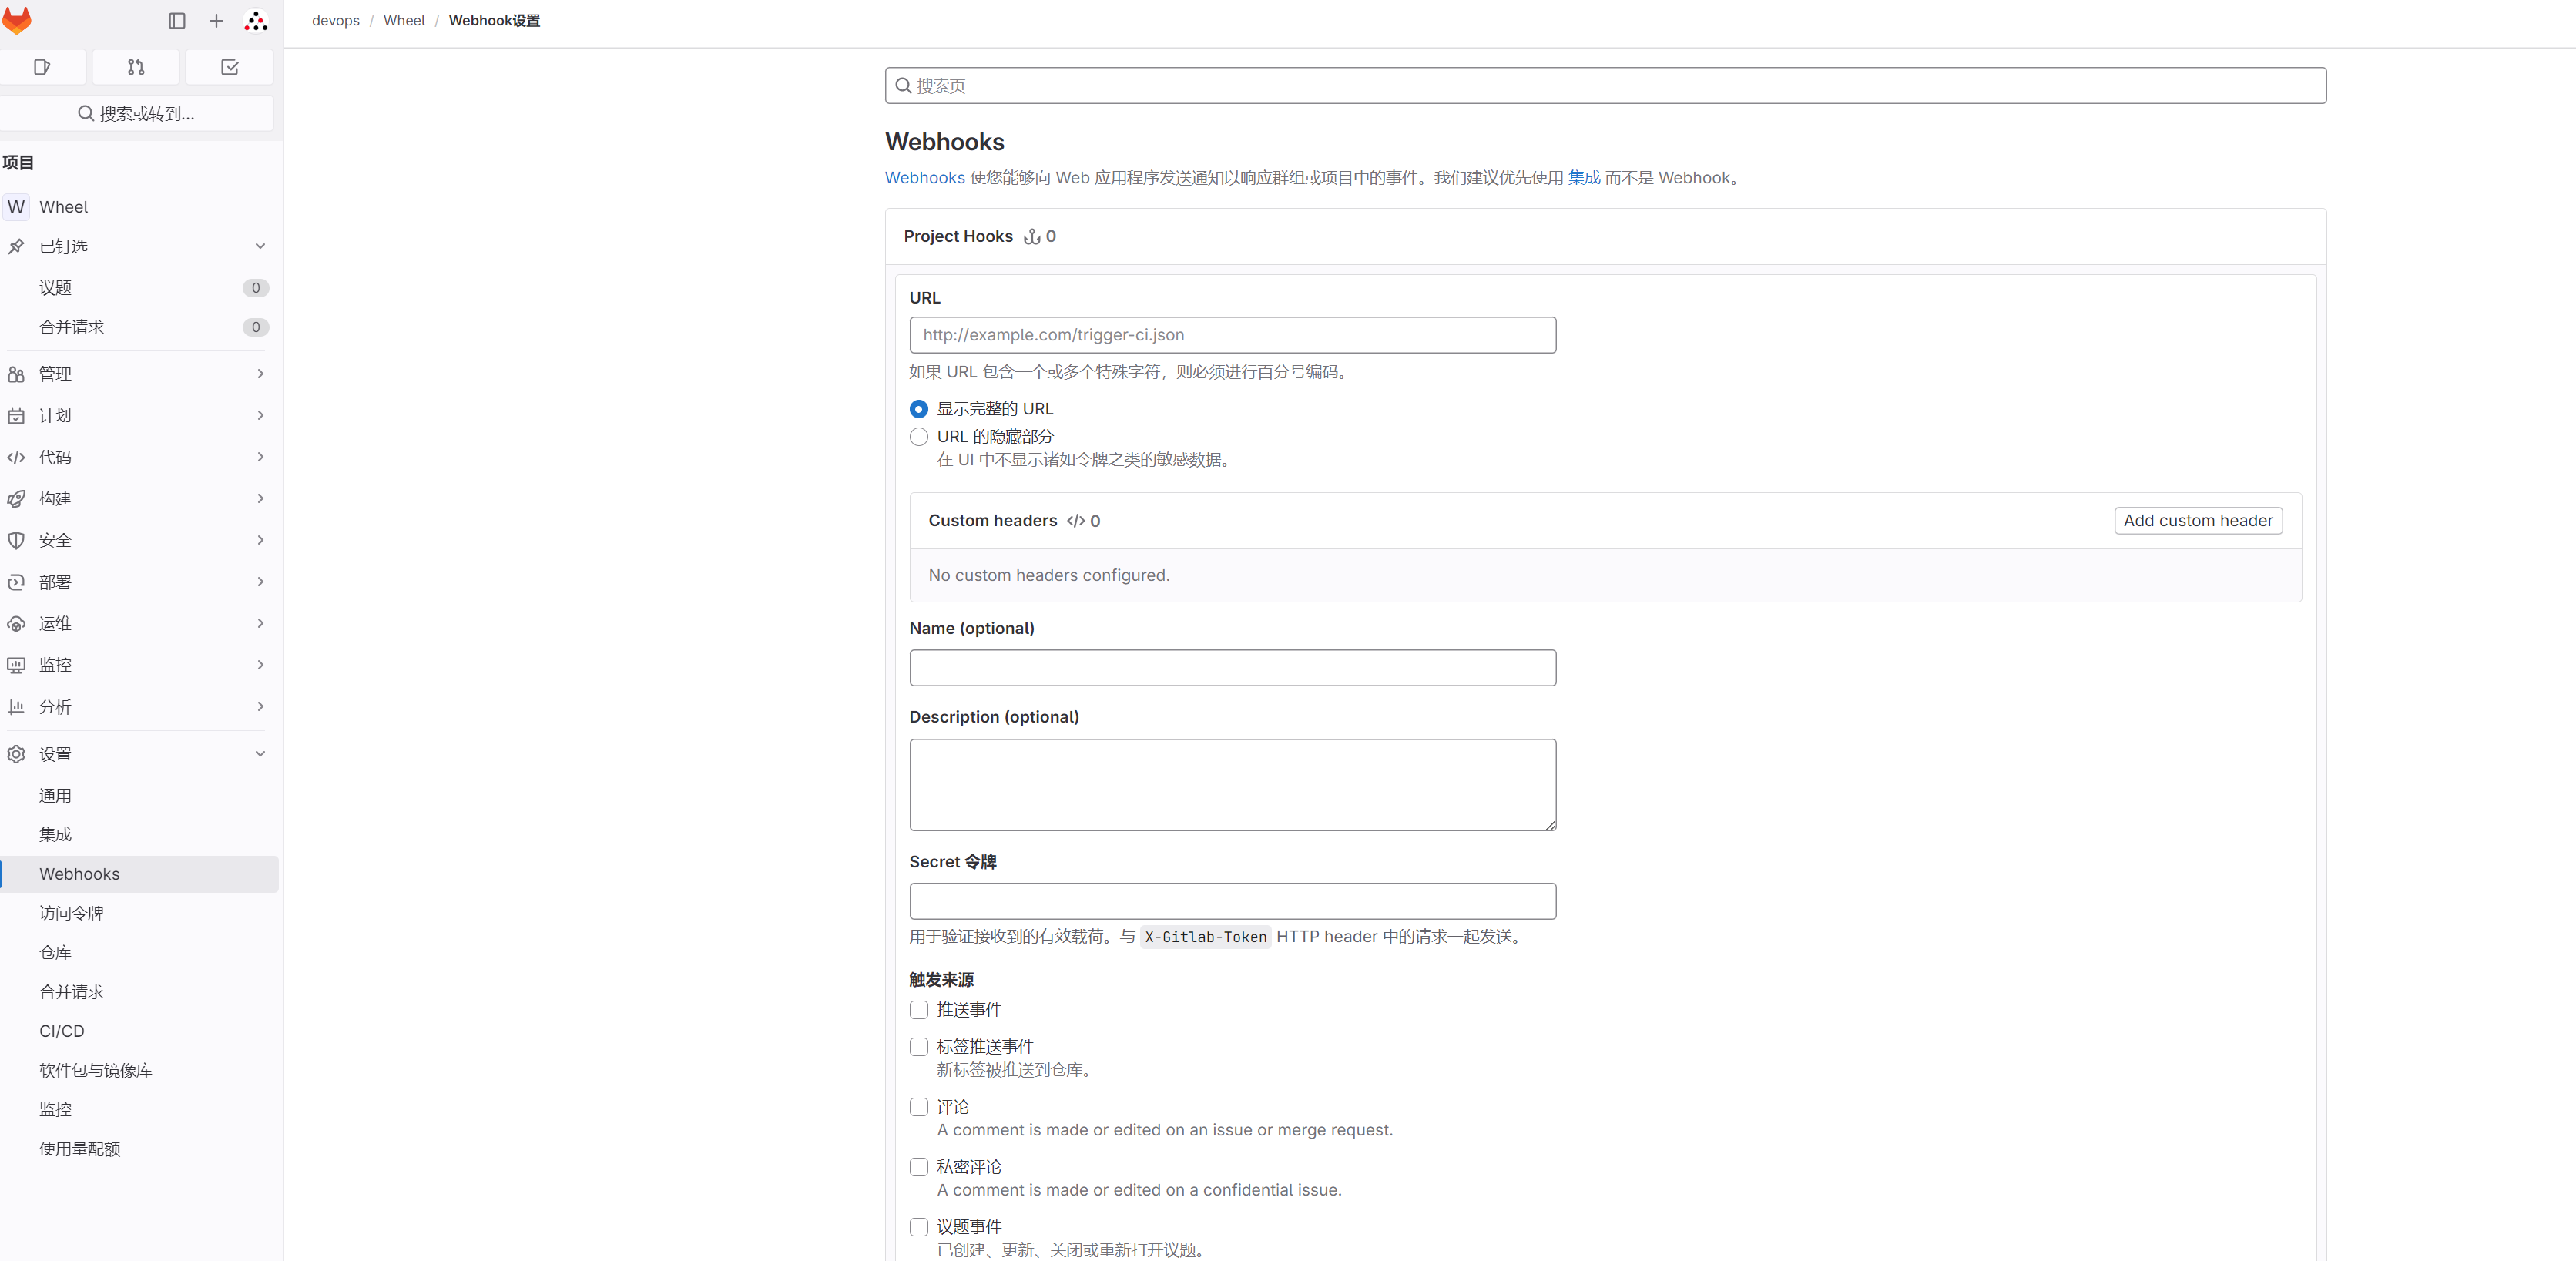 devops / Wheel / Webhook设置
搜索或转到...
项目
W Wheel
已钉选
议题 0
合并请求 0
管理
计划
代码
构建
安全
部署
运维
监控
分析
设置
通用
集成
Webhooks
访问令牌
仓库
合并请求
CI/CD
软件包与镜像库
监控
使用量配额
搜索页
Webhooks
Webhooks 使您能够向 Web 应用程序发送通知以响应群组或项目中的事件。我们建议优先使用 集成 而不是 Webhook。
Project Hooks 0
URL
http://example.com/trigger-ci.json
如果 URL 包含一个或多个特殊字符，则必须进行百分号编码。
显示完整的 URL
URL 的隐藏部分
在 UI 中不显示诸如令牌之类的敏感数据。
Custom headers 0
Add custom header
No custom headers configured.
Name (optional)
Description (optional)
Secret 令牌
用于验证接收到的有效载荷。与 X-Gitlab-Token HTTP header 中的请求一起发送。
触发来源
推送事件
标签推送事件
新标签被推送到仓库。
评论
A comment is made or edited on an issue or merge request.
私密评论
A comment is made or edited on a confidential issue.
议题事件
已创建、更新、关闭或重新打开议题。